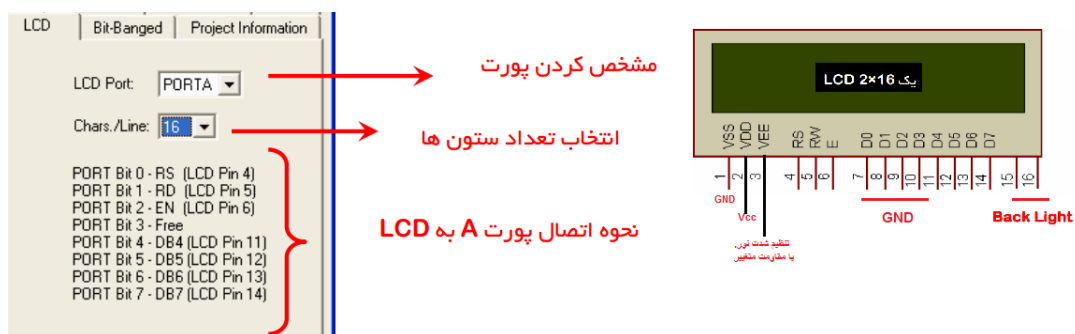 LCD Bit-Banged Project Information
LCD Port: PORTA
Chars./Line: 16
PORT Bit 0 - RS (LCD Pin 4)
PORT Bit 1 - RD (LCD Pin 5)
PORT Bit 2 - EN (LCD Pin 6)
PORT Bit 3 - Free
PORT Bit 4 - DB4 (LCD Pin 11)
PORT Bit 5 - DB5 (LCD Pin 12)
PORT Bit 6 - DB6 (LCD Pin 13)
PORT Bit 7 - DB7 (LCD Pin 14)
مشخص کردن پورت
انتخاب تعداد ستون ها
نحوه اتصال پورت A به LCD
یک LCD 2×16
VSS VDD VEE RS RW E D0 D1 D2 D3 D4 D5 D6 D7
1 2 3 4 5 6 7 8 9 10 11 12 13 14 15 16
GND
Vcc
GND
Back Light
تنظیم شدت نور
با مقاومت متغییر